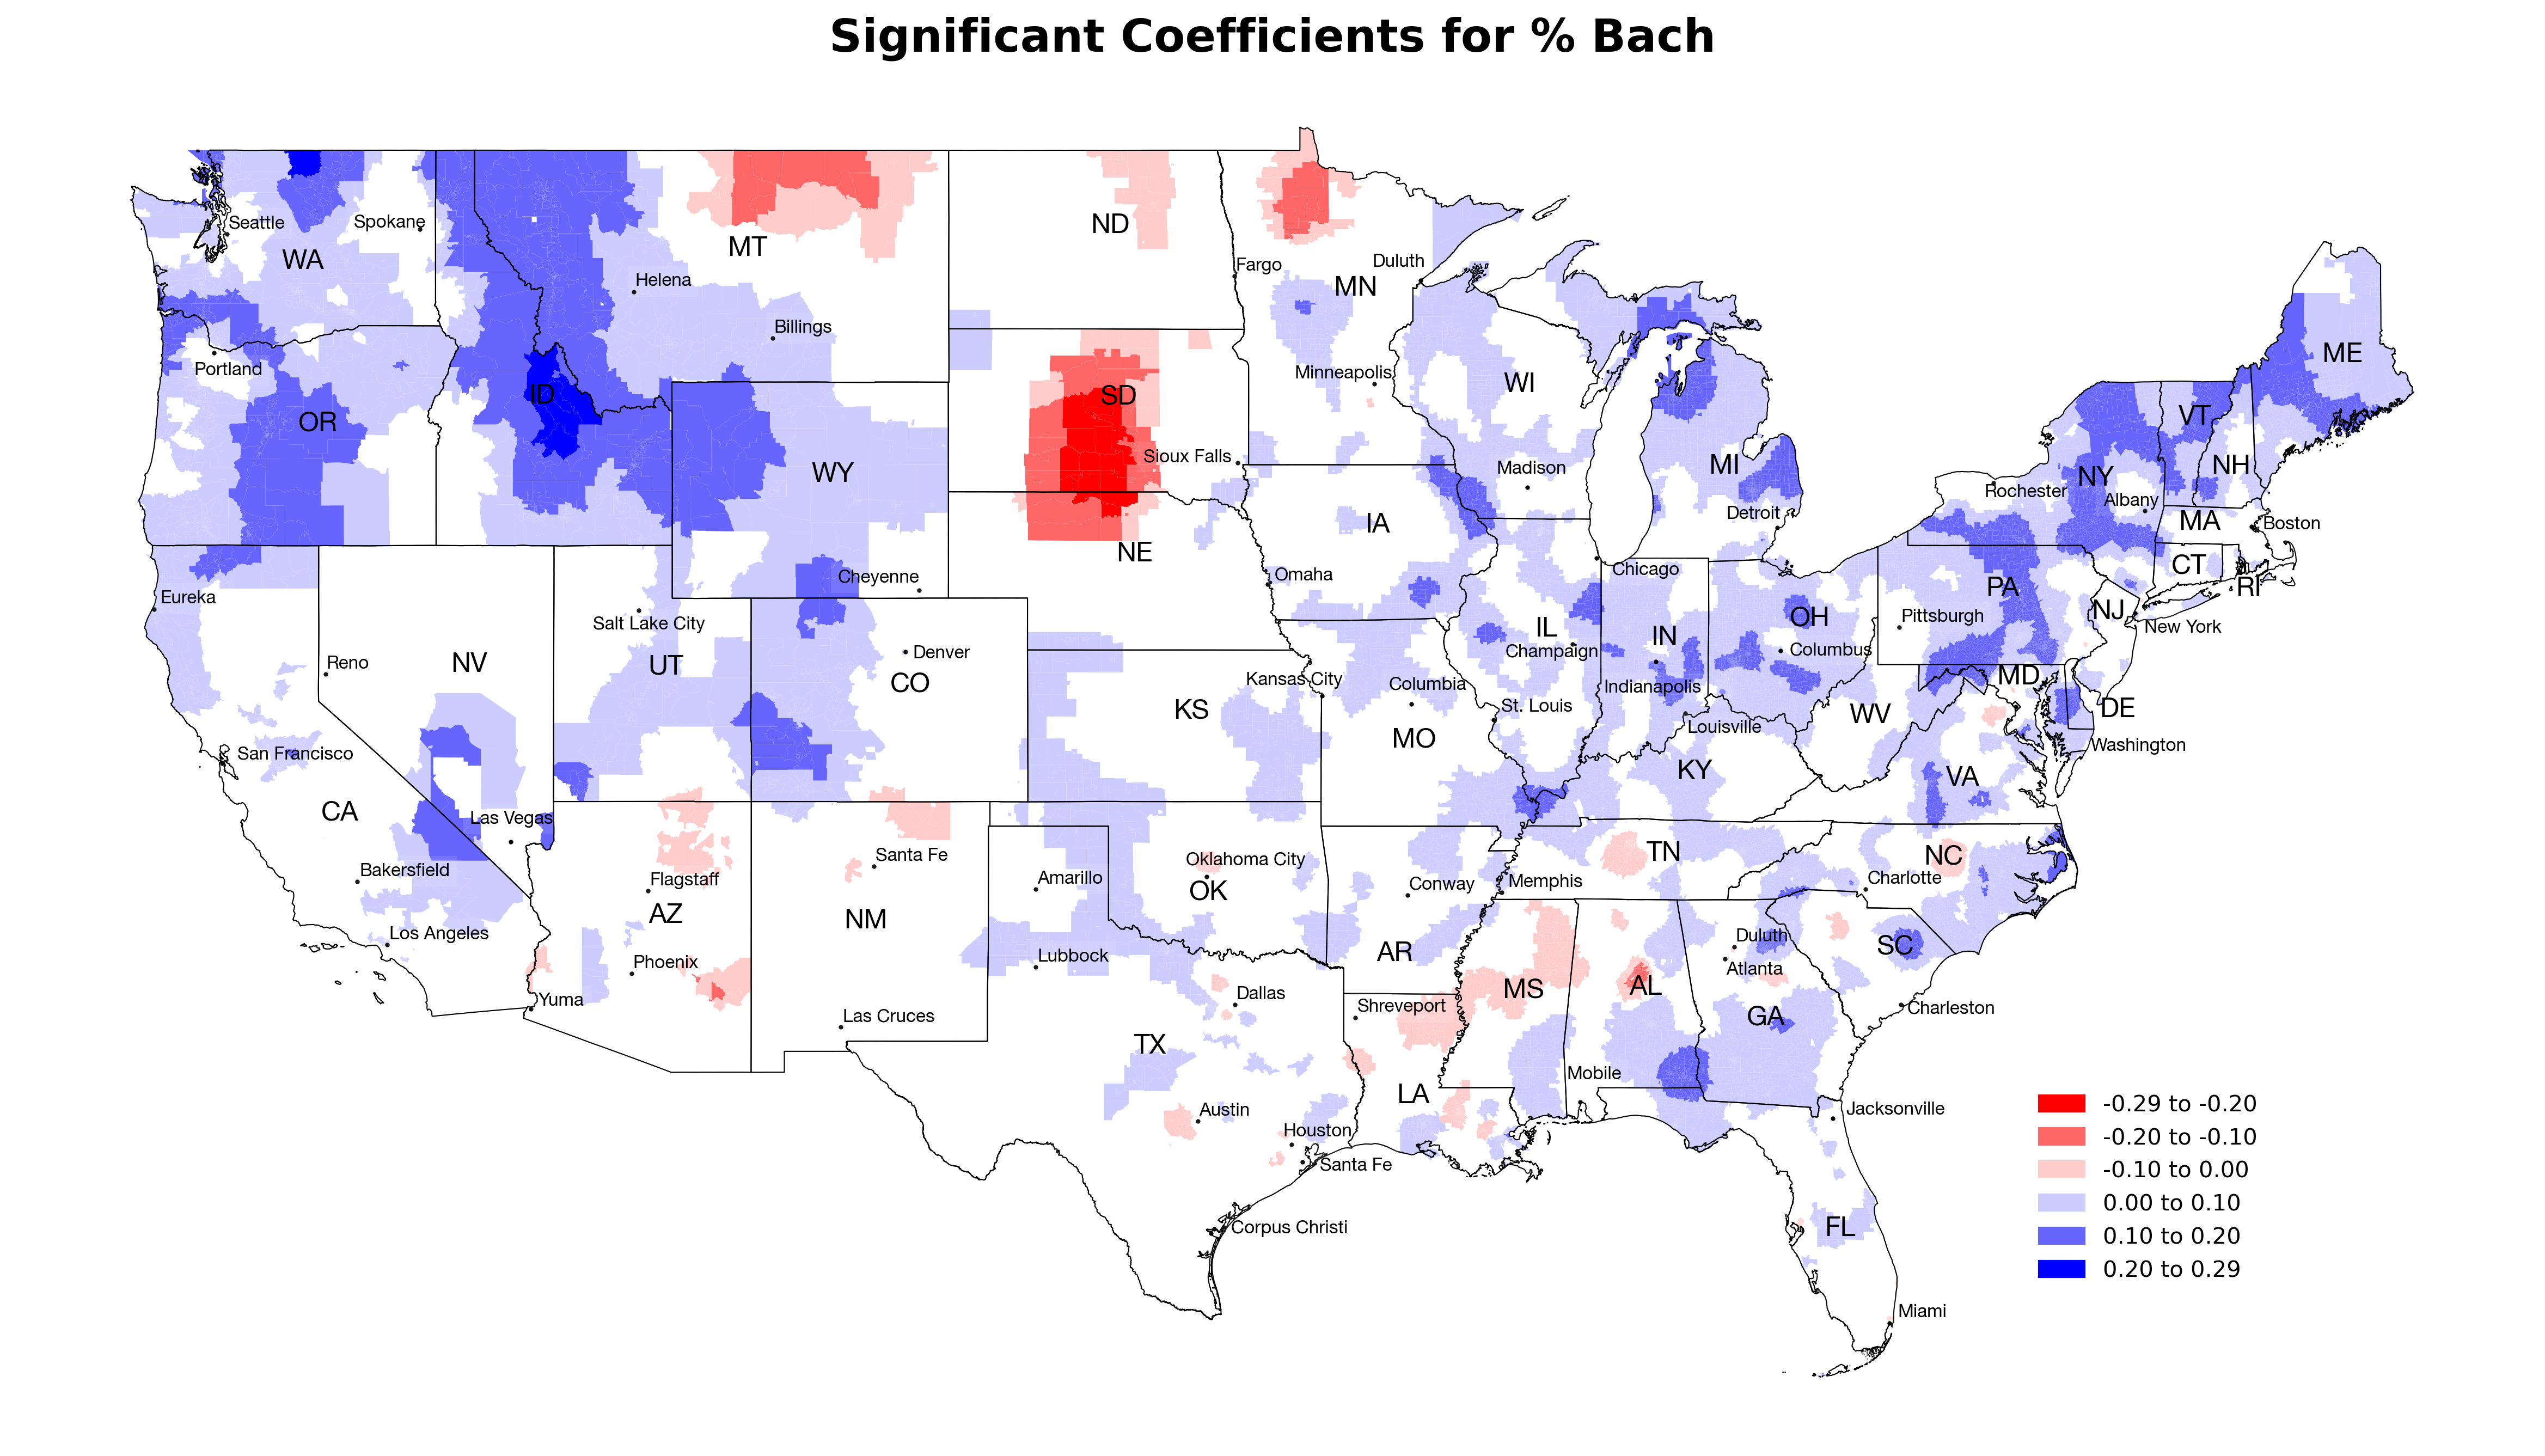 Significant Coefficients for % Bach
Seattle
Spokane
WA
MT
ND
Helena
Fargo
Duluth
MN
Billings
ME
Portland
Minneapolis
WI
ID
SD
OR
VT
WY
Sioux Falls
Madison
MI
NH
NY
Rochester
Albany
Detroit
IA
MA
Boston
NE
Cheyenne
Omaha
Chicago
CT
RI
PA
Eureka
Salt Lake City
IL
IN
OH
Pittsburgh
NJ
New York
Reno
NV
UT
Denver
CO
Champaign
Columbus
Kansas City
Columbia
Indianapolis
MD
KS
St. Louis
WV
DE
San Francisco
MO
Louisville
Washington
KY
VA
CA
Las Vegas
Santa Fe
Oklahoma City
TN
NC
Bakersfield
Flagstaff
Amarillo
OK
Conway
Memphis
Charlotte
AZ
NM
Los Angeles
Phoenix
Lubbock
AR
Duluth
SC
Atlanta
Yuma
Dallas
MS
AL
Shreveport
Charleston
Las Cruces
GA
TX
Mobile
LA
Austin
Jacksonville
Houston
Santa Fe
Corpus Christi
FL
Miami
-0.29 to -0.20
-0.20 to -0.10
-0.10 to 0.00
0.00 to 0.10
0.10 to 0.20
0.20 to 0.29